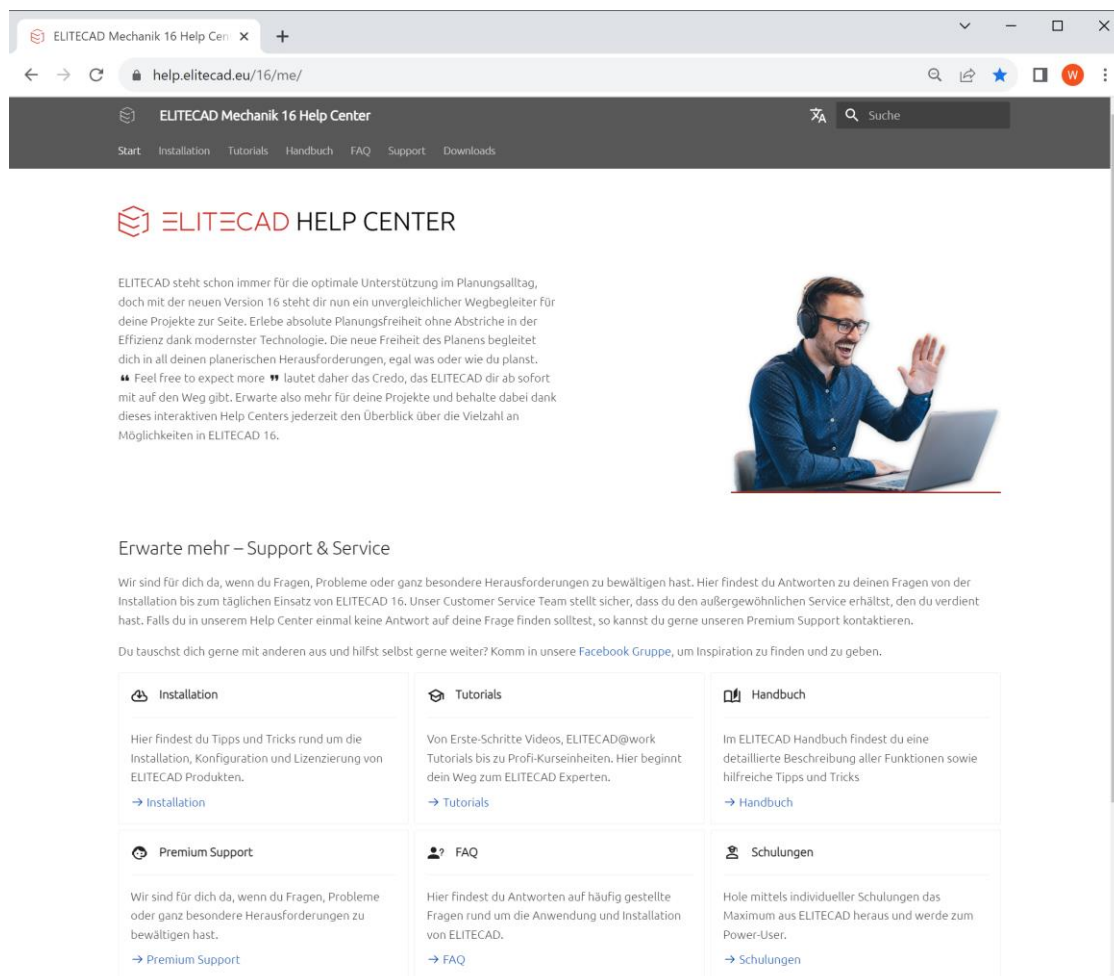 ELITECAD Mechanik 16 Help Cen
help.elitecad.eu/16/me/
W
ELITECAD Mechanik 16 Help Center
Suche
Start Installation Tutorials Handbuch FAQ Support Downloads
ELITECAD HELP CENTER
ELITECAD steht schon immer für die optimale Unterstützung im Planungsalltag,
doch mit der neuen Version 16 steht dir nun ein unvergleichlicher Wegbegleiter für
deine Projekte zur Seite. Erlebe absolute Planungsfreiheit ohne Abstriche in der
Effizienz dank modernster Technologie. Die neue Freiheit des Planens begleitet
dich in all deinen planerischen Herausforderungen, egal was oder wie du planst.
❝ Feel free to expect more ❞ lautet daher das Credo, das ELITECAD dir ab sofort
mit auf den Weg gibt. Erwarte also mehr für deine Projekte und behalte dabei dank
dieses interaktiven Help Centers jederzeit den Überblick über die Vielzahl an
Möglichkeiten in ELITECAD 16.
Erwarte mehr – Support & Service
Wir sind für dich da, wenn du Fragen, Probleme oder ganz besondere Herausforderungen zu bewältigen hast. Hier findest du Antworten zu deinen Fragen von der
Installation bis zum täglichen Einsatz von ELITECAD 16. Unser Customer Service Team stellt sicher, dass du den außergewöhnlichen Service erhältst, den du verdient
hast. Falls du in unserem Help Center einmal keine Antwort auf deine Frage finden solltest, so kannst du gerne unseren Premium Support kontaktieren.
Du tauschst dich gerne mit anderen aus und hilfst selbst gerne weiter? Komm in unsere Facebook Gruppe, um Inspiration zu finden und zu geben.
Installation
Hier findest du Tipps und Tricks rund um die
Installation, Konfiguration und Lizenzierung von
ELITECAD Produkten.
→ Installation
Tutorials
Von Erste-Schritte Videos, ELITECAD@work
Tutorials bis zu Profi-Kurseinheiten. Hier beginnt
dein Weg zum ELITECAD Experten.
→ Tutorials
Handbuch
Im ELITECAD Handbuch findest du eine
detaillierte Beschreibung aller Funktionen sowie
hilfreiche Tipps und Tricks
→ Handbuch
Premium Support
Wir sind für dich da, wenn du Fragen, Probleme
oder ganz besondere Herausforderungen zu
bewältigen hast.
→ Premium Support
FAQ
Hier findest du Antworten auf häufig gestellte
Fragen rund um die Anwendung und Installation
von ELITECAD.
→ FAQ
Schulungen
Hole mittels individueller Schulungen das
Maximum aus ELITECAD heraus und werde zum
Power-User.
→ Schulungen